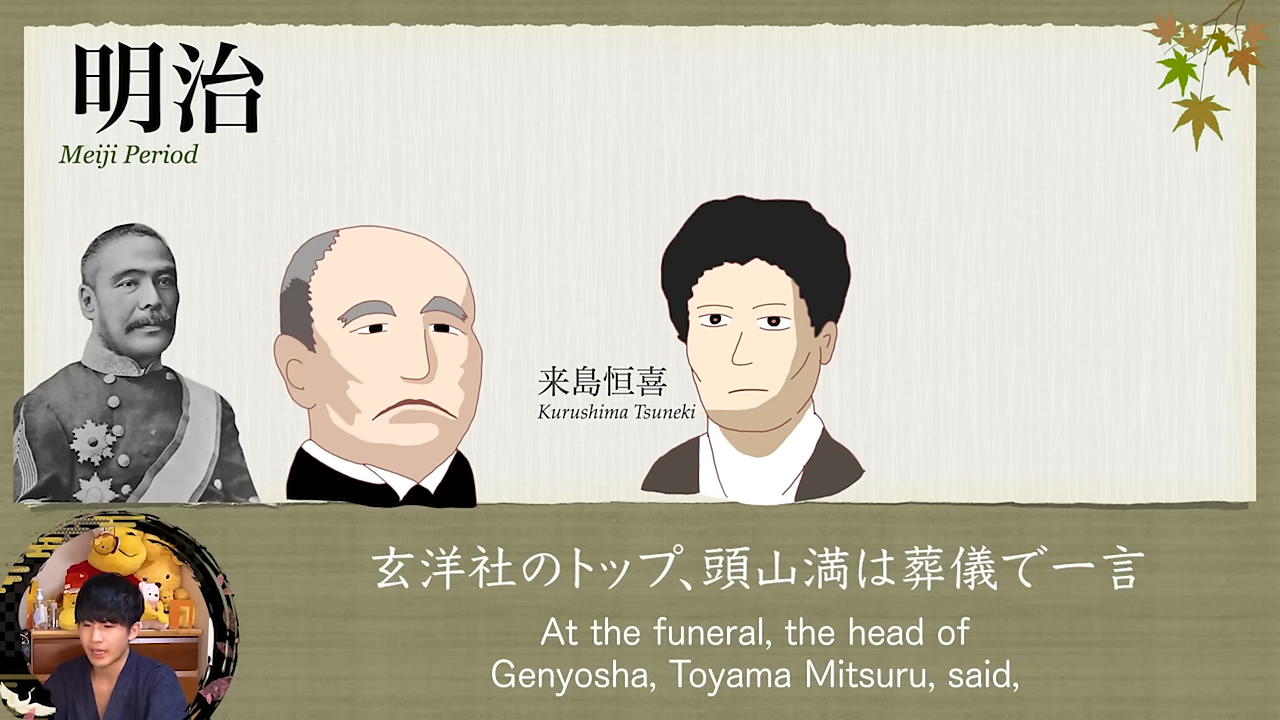 明治
Meiji Period
来島恒喜
Kurushima Tsuneki
玄洋社のトップ、頭山満は葬儀で一言
At the funeral, the head of
Genyosha, Toyama Mitsuru, said,